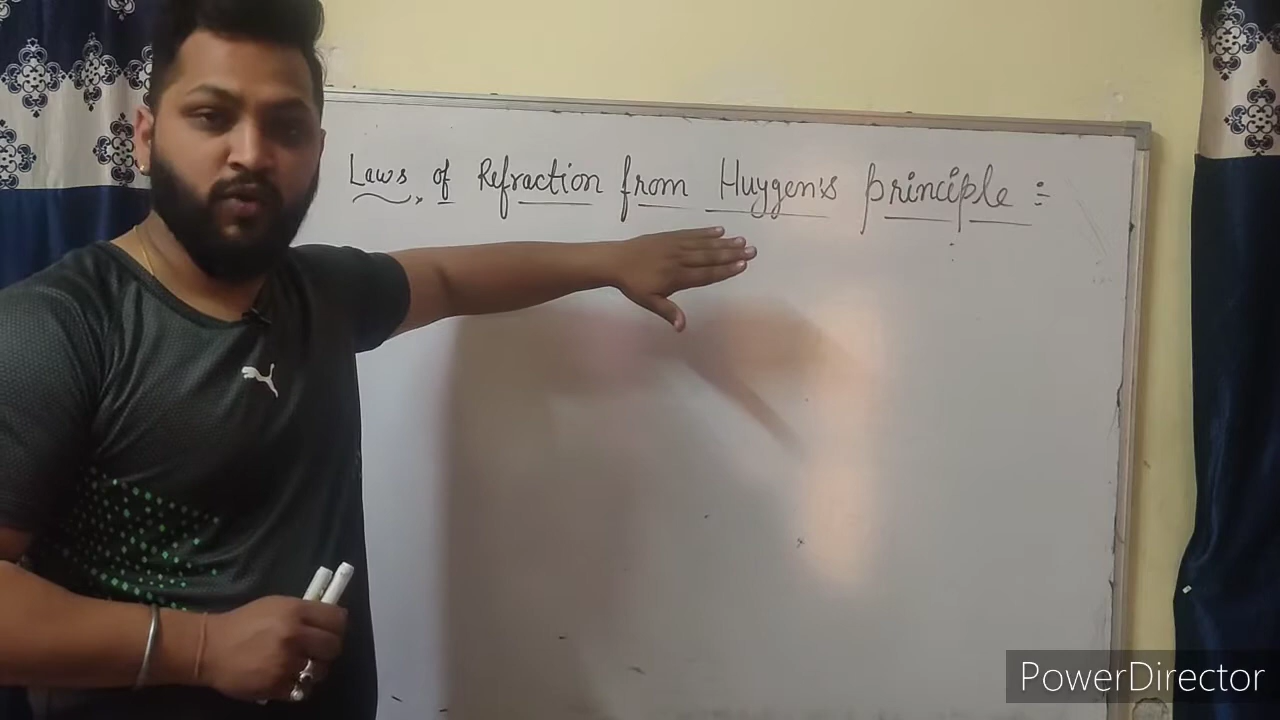 Laws of Refraction from Huygen's principle :-
PowerDirector